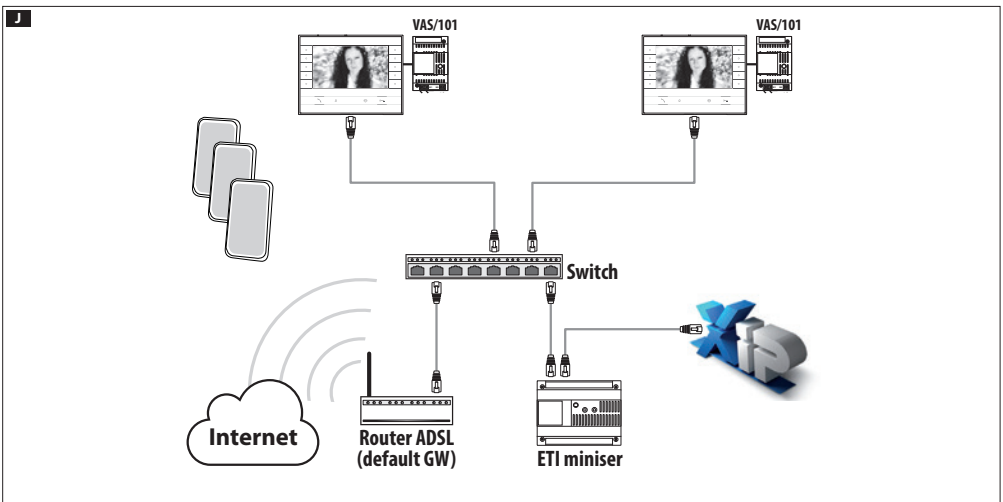 J
VAS/101
VAS/101
Switch
Xip
Internet
Router ADSL
(default GW)
ETI miniser